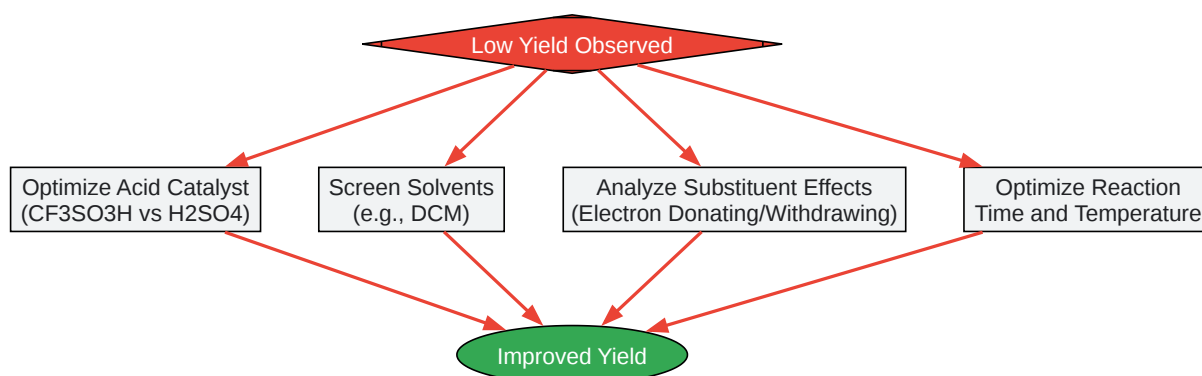 Low Yield Observed
Optimize Acid Catalyst
(CF3SO3H vs H2SO4)
Screen Solvents
(e.g., DCM)
Analyze Substituent Effects
(Electron Donating/Withdrawing)
Optimize Reaction
Time and Temperature
Improved Yield